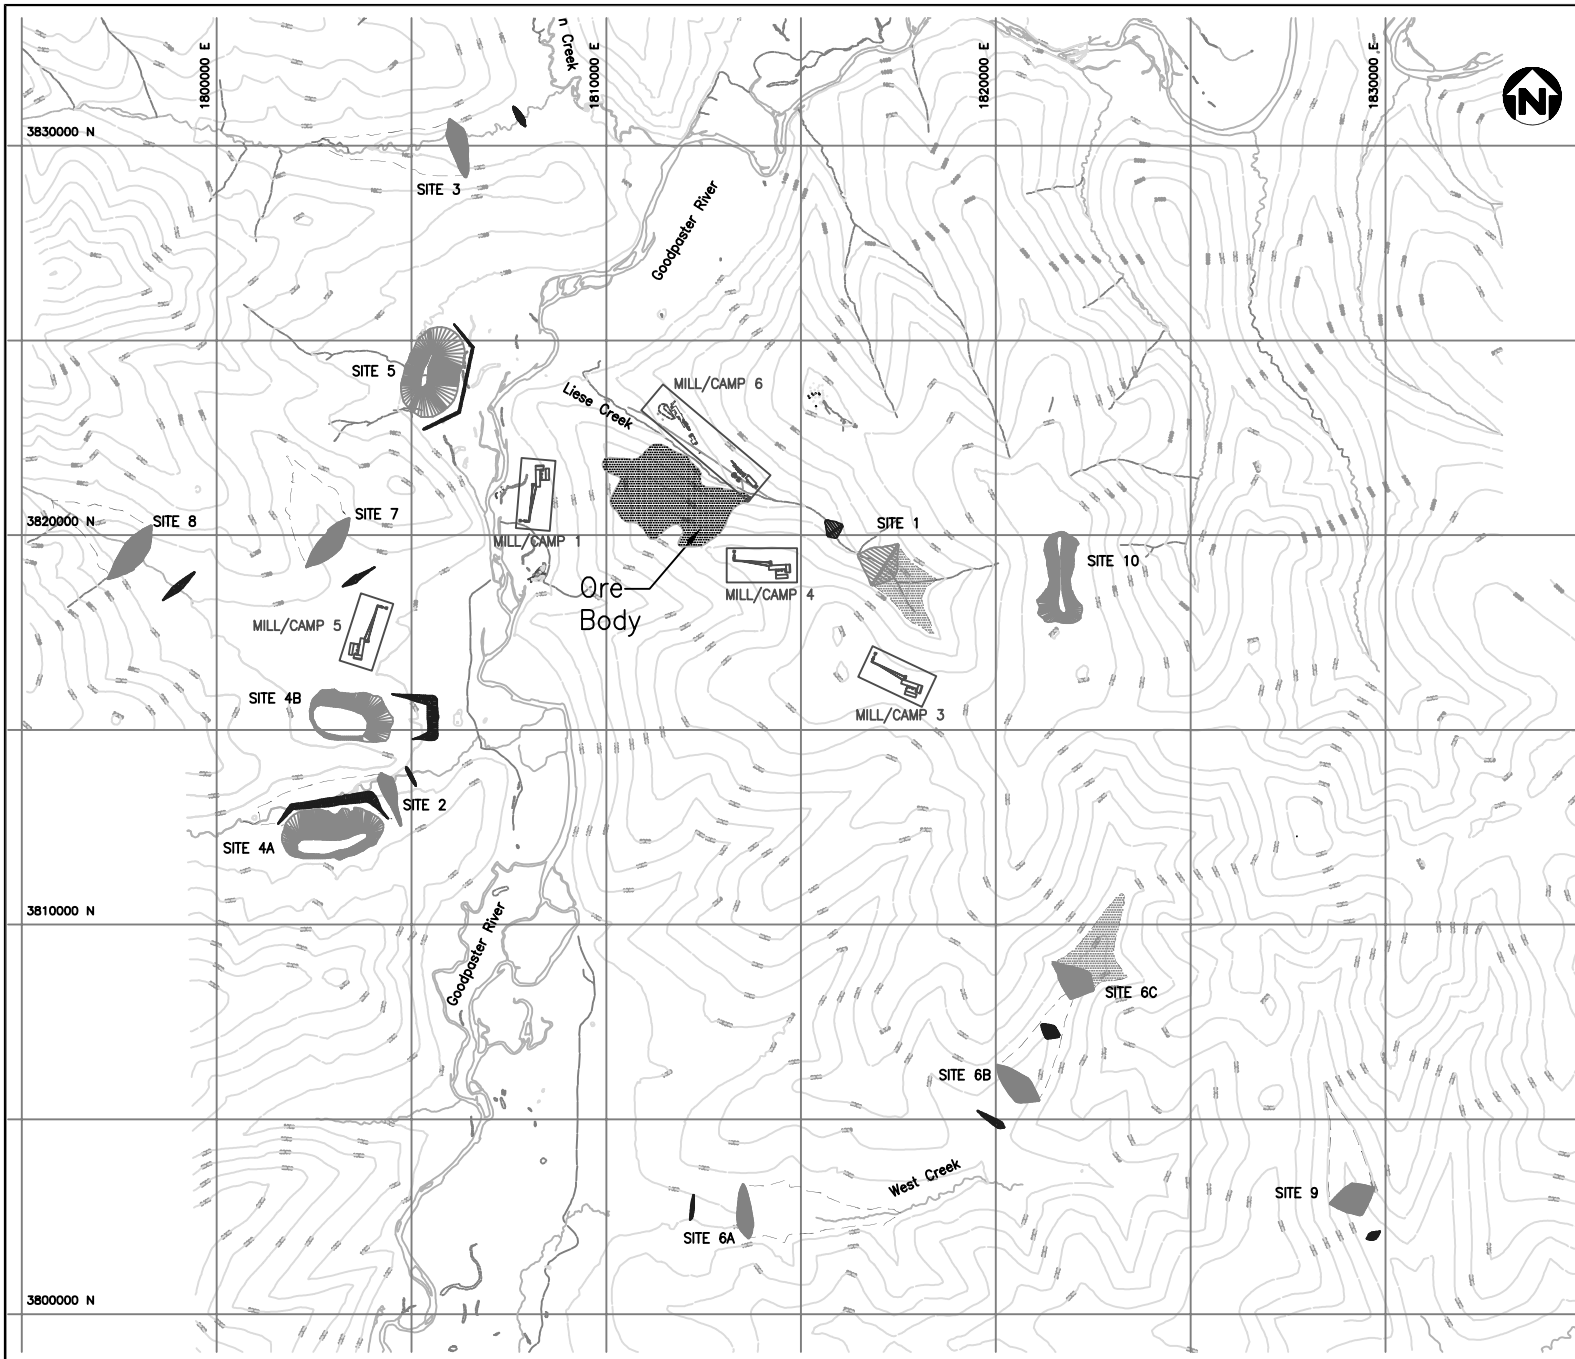 1800000 E
n Creek
1810000 E
1820000 E
1830000 E
N
3830000 N
SITE 3
Goodpaster River
SITE 5
MILL/CAMP 6
Liese Creek
SITE 8
SITE 7
3820000 N
SITE 1
MILL/CAMP 1
SITE 10
Ore
Body
MILL/CAMP 4
MILL/CAMP 5
SITE 4B
MILL/CAMP 3
SITE 2
SITE 4A
3810000 N
Goodpaster River
SITE 6C
SITE 6B
West Creek
SITE 9
SITE 6A
3800000 N